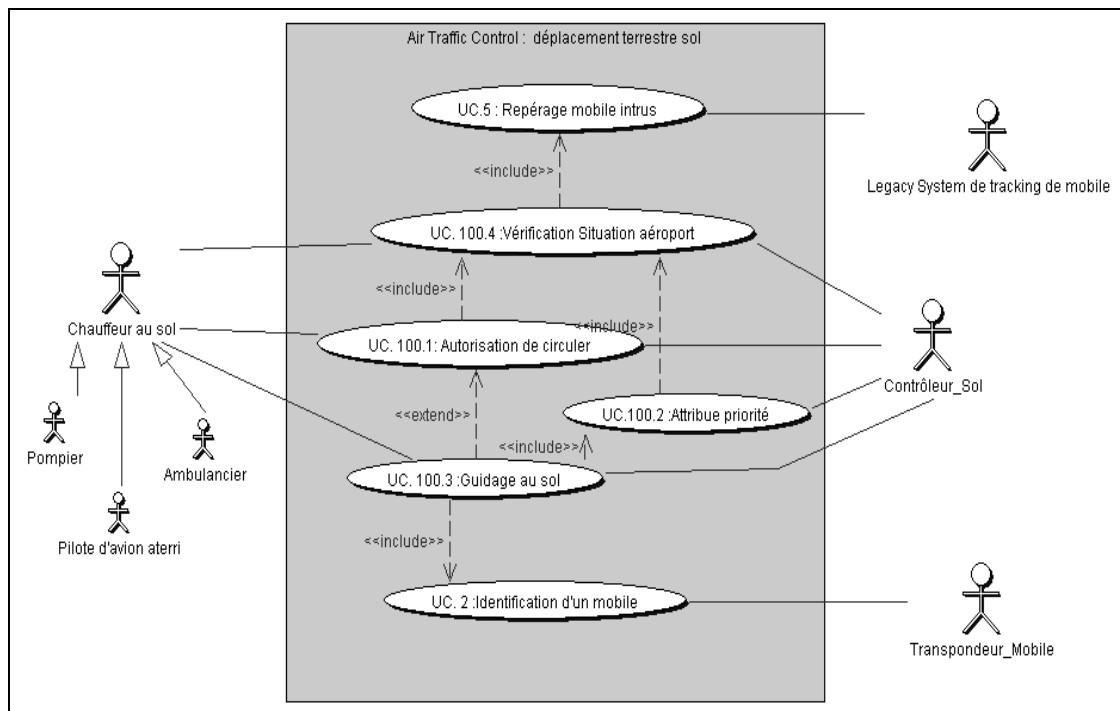 Air Traffic Control : déplacement terrestre sol
UC.5 : Repérage mobile intrus
<<include>>
Legacy System de tracking de mobile
UC. 100.4 :Vérification Situation aéroport
<<include>>
Chauffeur au sol
<<include>>
UC. 100.1: Autorisation de circuler
Contrôleur_Sol
<<extend>>
UC.100.2 :Attribue priorité
<<include>>
Pompier
Ambulancier
UC. 100.3 :Guidage au sol
Pilote d'avion aterri
<<include>>
UC. 2 :Identification d'un mobile
Transpondeur_Mobile